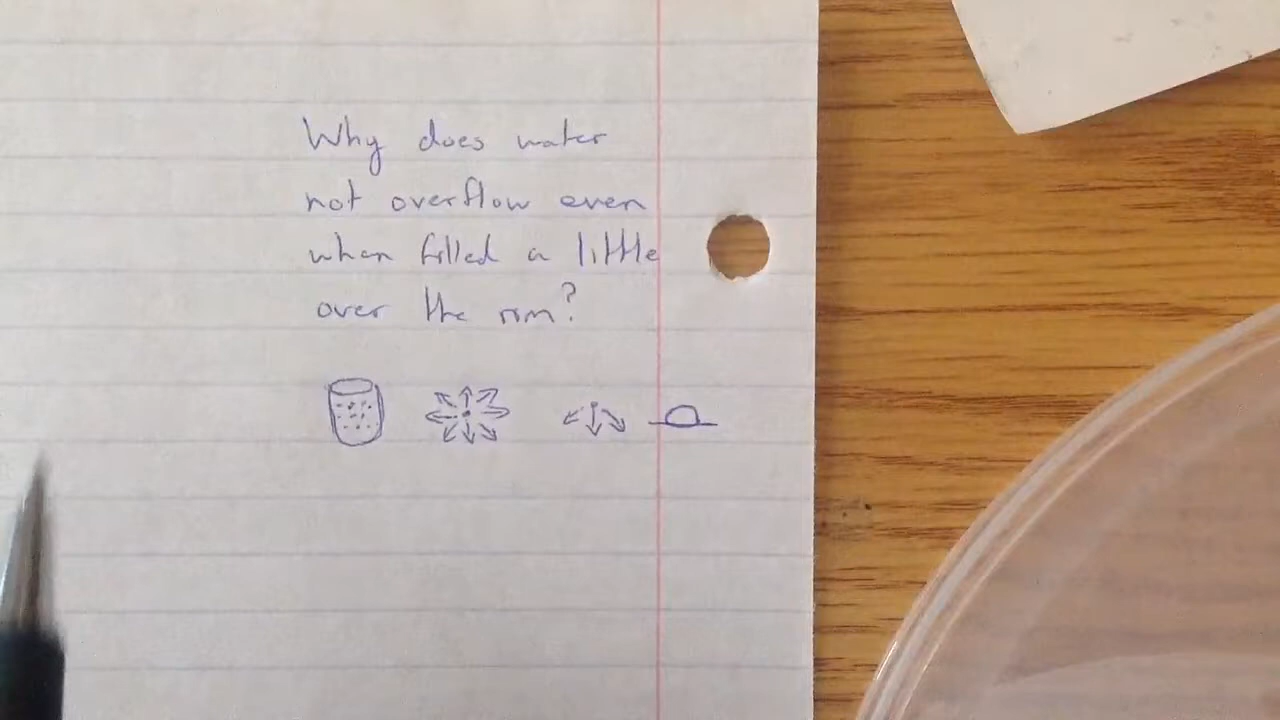 Why does water
not overflow even
when filled a little
over the rim?